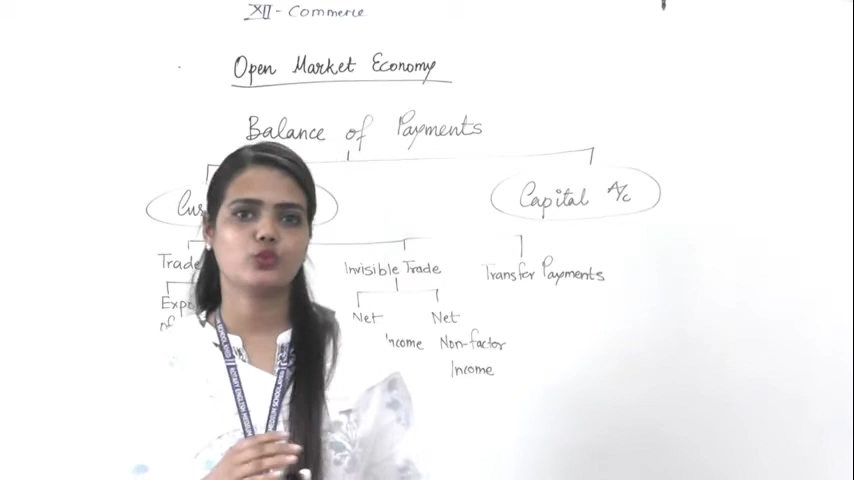 XII - Commerce
Open Market Economy
Balance of Payments
Capital A/c
Trade
Invisible Trade
Transfer Payments
Net
Net
of
Income
Non-factor
Income